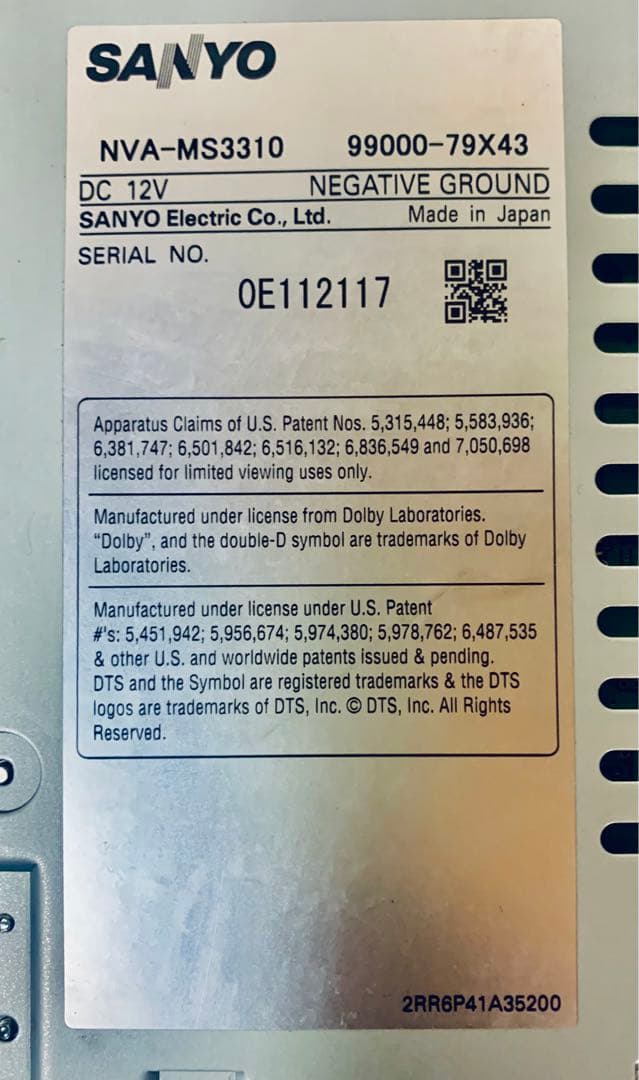 SANYO
NVA-MS3310 99000-79X43
DC 12V NEGATIVE GROUND
SANYO Electric Co., Ltd. Made in Japan
SERIAL NO.
0E112117
Apparatus Claims of U.S. Patent Nos. 5,315,448; 5,583,936;
6,381,747; 6,501,842; 6,516,132; 6,836,549 and 7,050,698
licensed for limited viewing uses only.
Manufactured under license from Dolby Laboratories.
“Dolby”, and the double-D symbol are trademarks of Dolby
Laboratories.
Manufactured under license under U.S. Patent
#'s: 5,451,942; 5,956,674; 5,974,380; 5,978,762; 6,487,535
& other U.S. and worldwide patents issued & pending.
DTS and the Symbol are registered trademarks & the DTS
logos are trademarks of DTS, Inc. © DTS, Inc. All Rights
Reserved.
2RR6P41A35200